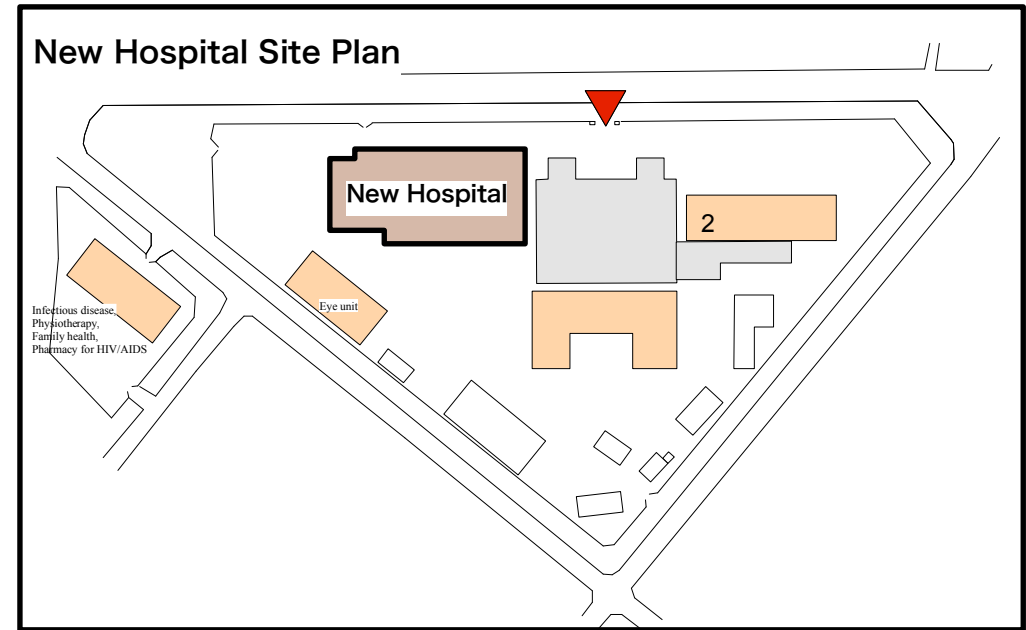 New Hospital Site Plan
New Hospital
2
Eye unit
Infectious disease,
Physiotherapy,
Family health,
Pharmacy for HIV/AIDS